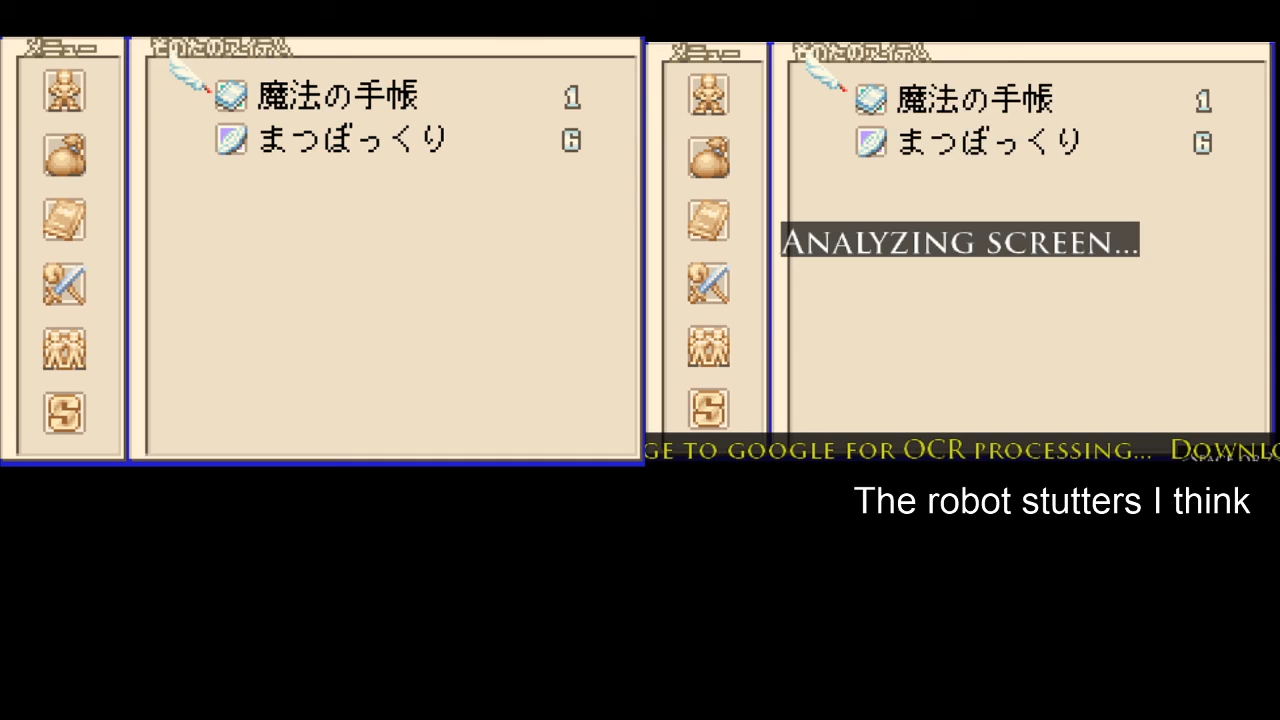 メニュー
そのたのアイテム
魔法の手帳 1
まつぼっくり 6
S
メニュー
そのたのアイテム
魔法の手帳 1
まつぼっくり 6
ANALYZING SCREEN...
S
GE TO GOOGLE FOR OCR PROCESSING... DOWNLO
The robot stutters I think